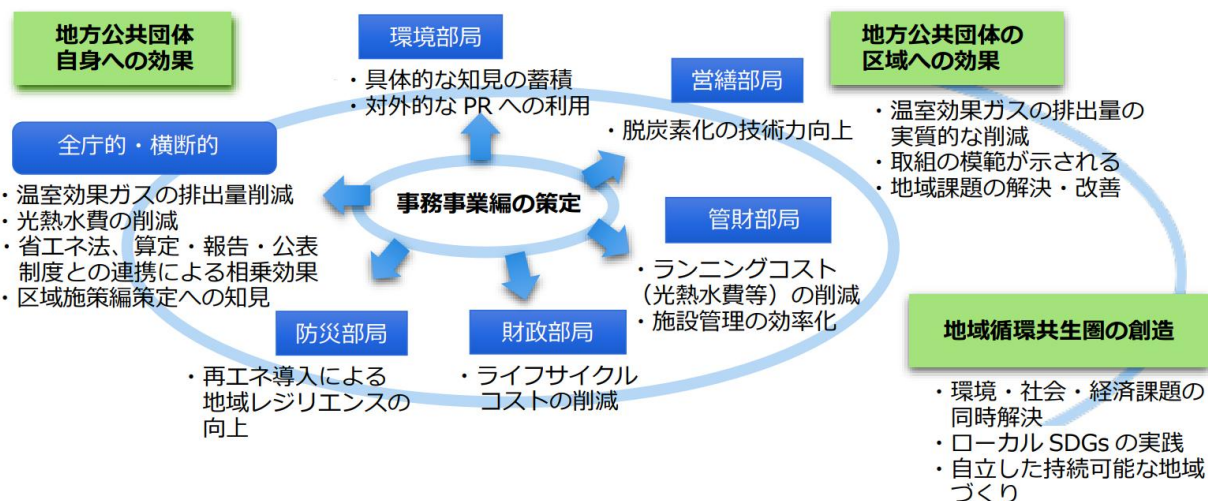 地方公共団体
自身への効果
環境部局
・具体的な知見の蓄積
・対外的な PR への利用
営繕部局
・脱炭素化の技術力向上
地方公共団体の
区域への効果
・温室効果ガスの排出量の
実質的な削減
・取組の模範が示される
・地域課題の解決・改善
全庁的・横断的
・温室効果ガスの排出量削減
・光熱水費の削減
・省エネ法、算定・報告・公表
制度との連携による相乗効果
・区域施策編策定への知見
事務事業編の策定
管財部局
・ランニングコスト
（光熱水費等）の削減
・施設管理の効率化
防災部局
・再エネ導入による
地域レジリエンスの
向上
財政部局
・ライフサイクル
コストの削減
地域循環共生圏の創造
・環境・社会・経済課題の
同時解決
・ローカル SDGs の実践
・自立した持続可能な地域
づくり